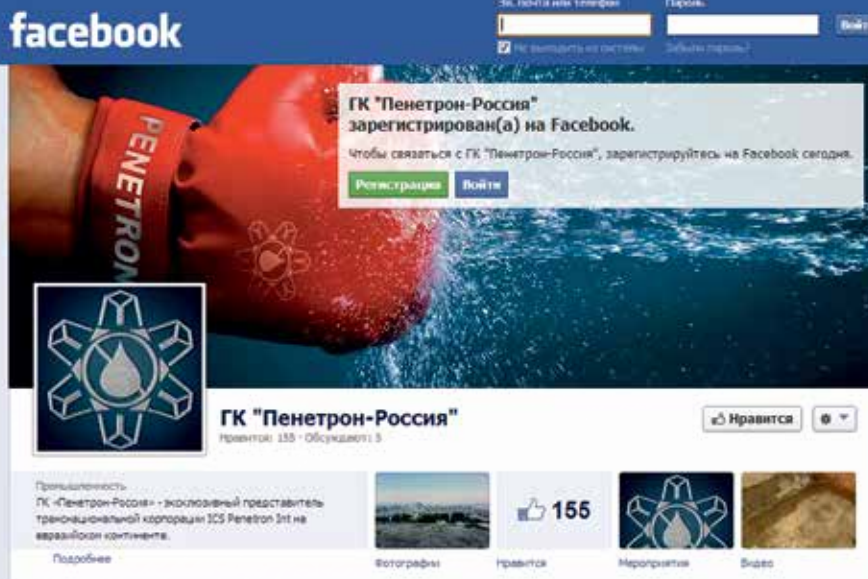 facebook
Эл. почта или телефон
Пароль
Войт
Не выходить из системы
Забыли пароль?
PENETRON
ГК "Пенетрон-Россия"
зарегистрирован(а) на Facebook.
Чтобы связаться с ГК "Пенетрон-Россия", зарегистрируйтесь на Facebook сегодня.
Регистрация
Войти
ГК "Пенетрон-Россия"
Нравится: 155 · Обсуждают: 3
Нравится
Промышленность
ГК «Пенетрон-Россия» - эксклюзивный представитель
транснациональной корпорации ICS Penetron Int на
евразийском континенте.
Подробнее
155
Фотографии
Нравится
Мероприятия
Видео